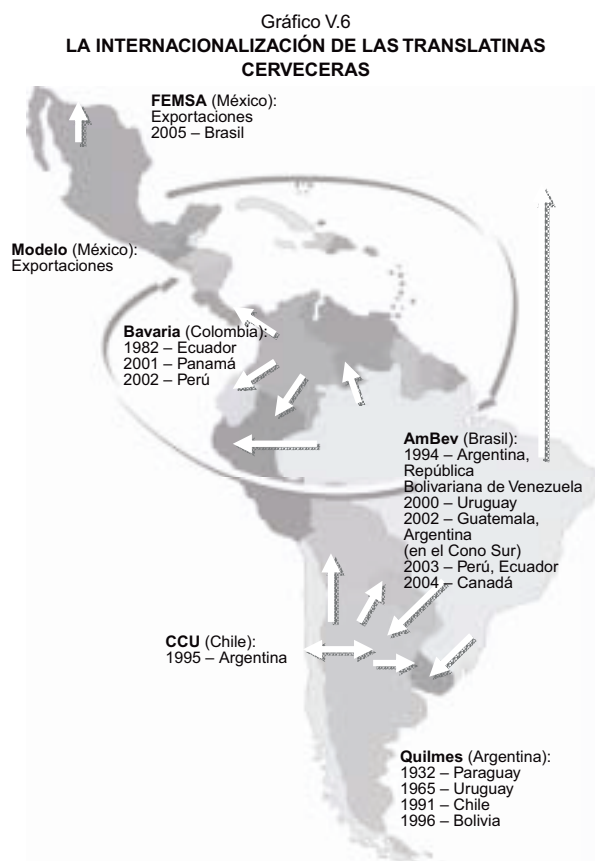 Gráfico V.6
LA INTERNACIONALIZACIÓN DE LAS TRANSLATINAS
CERVECERAS
FEMSA (México):
Exportaciones
2005 – Brasil
Modelo (México):
Exportaciones
Bavaria (Colombia):
1982 – Ecuador
2001 – Panamá
2002 – Perú
AmBev (Brasil):
1994 – Argentina,
República
Bolivariana de Venezuela
2000 – Uruguay
2002 – Guatemala,
Argentina
(en el Cono Sur)
2003 – Perú, Ecuador
2004 – Canadá
CCU (Chile):
1995 – Argentina
Quilmes (Argentina):
1932 – Paraguay
1965 – Uruguay
1991 – Chile
1996 – Bolivia